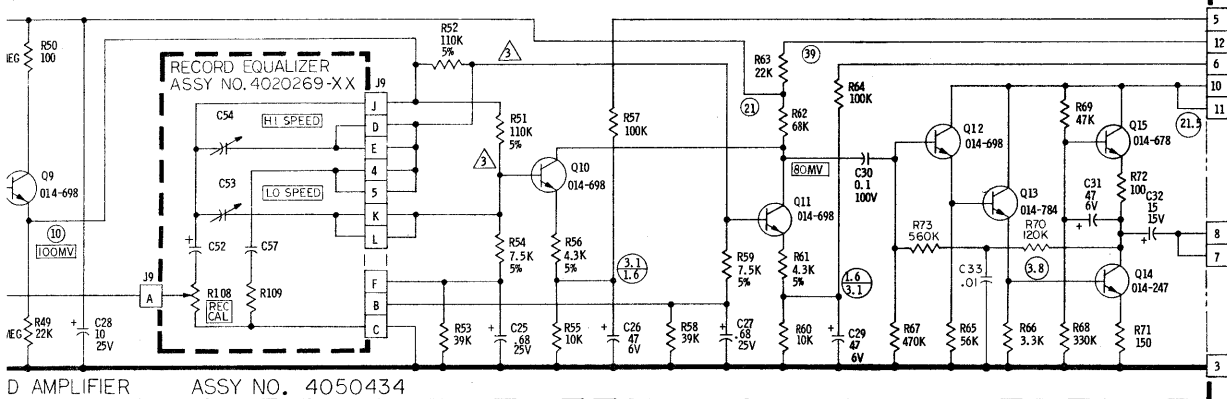 R50
100
R52
110K
5%
3
RECORD EQUALIZER
ASSY NO. 4020269-XX
J9
C54
HI SPEED
J
D
E
4
5
K
L
F
B
C
C53
LO SPEED
+
C52
C57
R108
REC
CAL
R109
J9
A
Q9
014-698
10
100MV
R49
22K
+
C28
10
25V
R51
110K
5%
3
R54
7.5K
5%
R53
39K
+
C25
.68
25V
Q10
014-698
R56
4.3K
5%
R55
10K
R57
100K
3.1
1.6
+
C26
47
6V
R58
39K
R59
7.5K
5%
+
C27
.68
25V
R63
22K
39
21
R62
68K
80MV
Q11
014-698
R61
4.3K
5%
R60
10K
R64
100K
1.6
3.1
+
C29
47
6V
C30
0.1
100V
R67
470K
R73
560K
Q12
014-698
R65
56K
C33
.01
Q13
014-784
R70
120K
3.8
R66
3.3K
R69
47K
C31
47
6V
+
R68
330K
Q15
014-678
R72
100
C32
15
15V
+
Q14
014-247
R71
150
21.5
5
12
6
10
11
8
7
3
D AMPLIFIER ASSY NO. 4050434